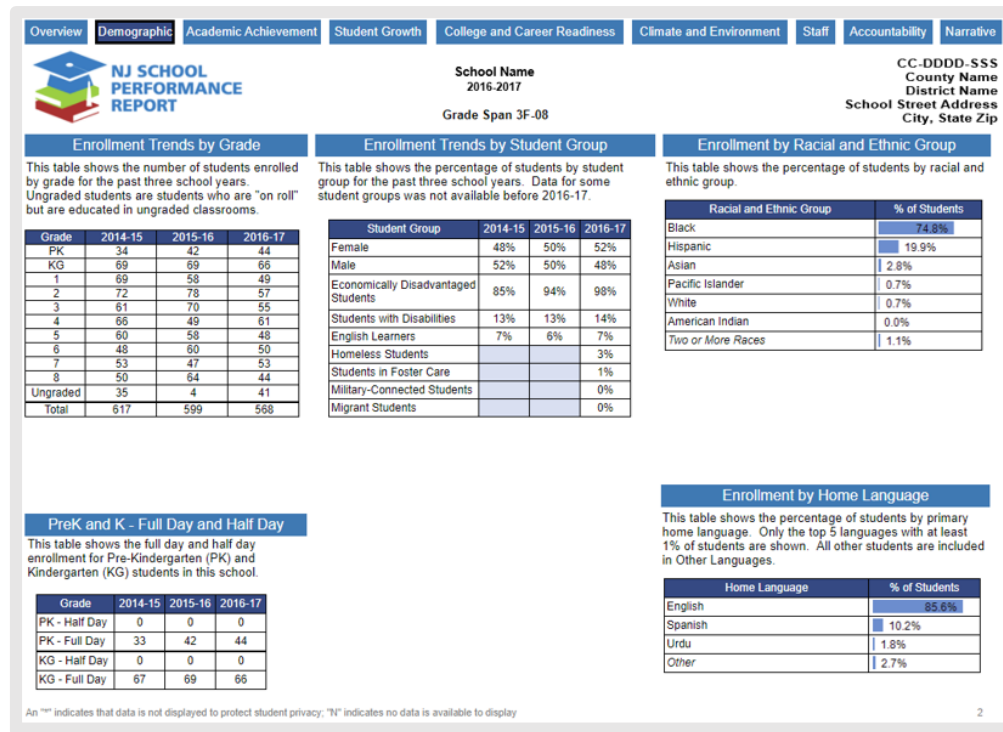 Overview Demographic Academic Achievement Student Growth College and Career Readiness Climate and Environment Staff Accountability Narrative
NJ SCHOOL
PERFORMANCE
REPORT
School Name
2016-2017
Grade Span 3F-08
CC-DDDD-SSS
County Name
District Name
School Street Address
City, State Zip
Enrollment Trends by Grade
This table shows the number of students enrolled
by grade for the past three school years.
Ungraded students are students who are "on roll"
but are educated in ungraded classrooms.
Grade 2014-15 2015-16 2016-17
PK 34 42 44
KG 69 69 66
1 69 58 49
2 72 78 57
3 61 70 55
4 66 49 61
5 60 58 48
6 48 60 50
7 53 47 53
8 50 64 44
Ungraded 35 4 41
Total 617 599 568
Enrollment Trends by Student Group
This table shows the percentage of students by student
group for the past three school years. Data for some
student groups was not available before 2016-17.
Student Group 2014-15 2015-16 2016-17
Female 48% 50% 52%
Male 52% 50% 48%
Economically Disadvantaged
Students 85% 94% 98%
Students with Disabilities 13% 13% 14%
English Learners 7% 6% 7%
Homeless Students 3%
Students in Foster Care 1%
Military-Connected Students 0%
Migrant Students 0%
Enrollment by Racial and Ethnic Group
This table shows the percentage of students by racial and
ethnic group.
Racial and Ethnic Group % of Students
Black 74.8%
Hispanic 19.9%
Asian 2.8%
Pacific Islander 0.7%
White 0.7%
American Indian 0.0%
Two or More Races 1.1%
PreK and K - Full Day and Half Day
This table shows the full day and half day
enrollment for Pre-Kindergarten (PK) and
Kindergarten (KG) students in this school.
Grade 2014-15 2015-16 2016-17
PK - Half Day 0 0 0
PK - Full Day 33 42 44
KG - Half Day 0 0 0
KG - Full Day 67 69 66
Enrollment by Home Language
This table shows the percentage of students by primary
home language. Only the top 5 languages with at least
1% of students are shown. All other students are included
in Other Languages.
Home Language % of Students
English 85.6%
Spanish 10.2%
Urdu 1.8%
Other 2.7%
An "*" indicates that data is not displayed to protect student privacy; "N" indicates no data is available to display
2